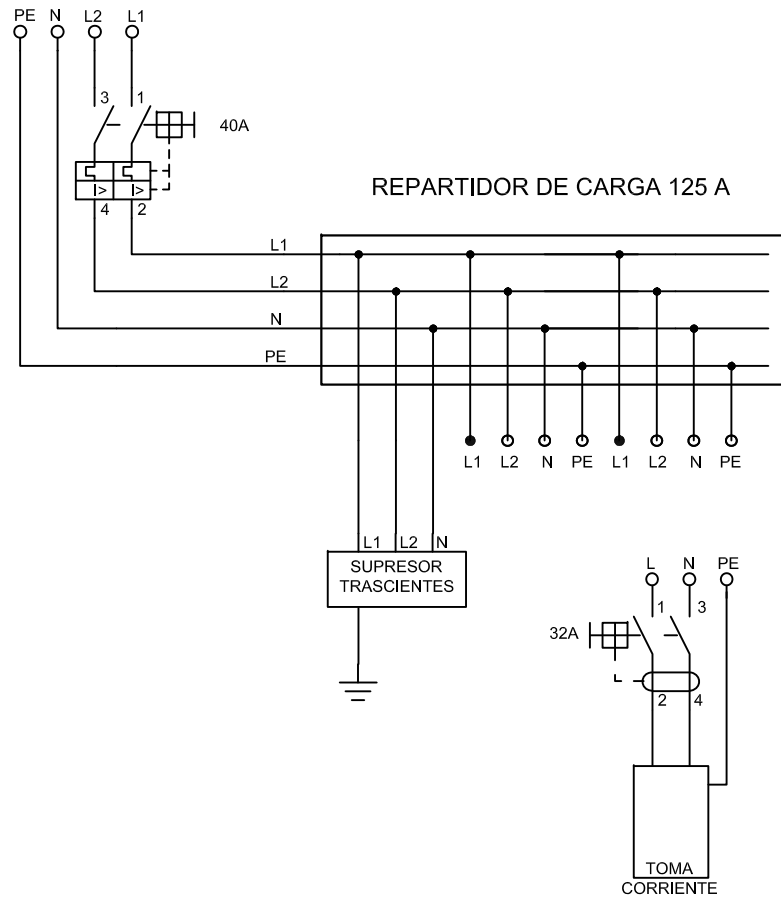 PE N L2 L1
3 1
40A
I> I>
4 2
REPARTIDOR DE CARGA 125 A
L1
L2
N
PE
L1 L2 N PE L1 L2 N PE
L1 L2 N
SUPRESOR
TRASCIENTES
L N PE
1 3
32A
2 4
TOMA
CORRIENTE